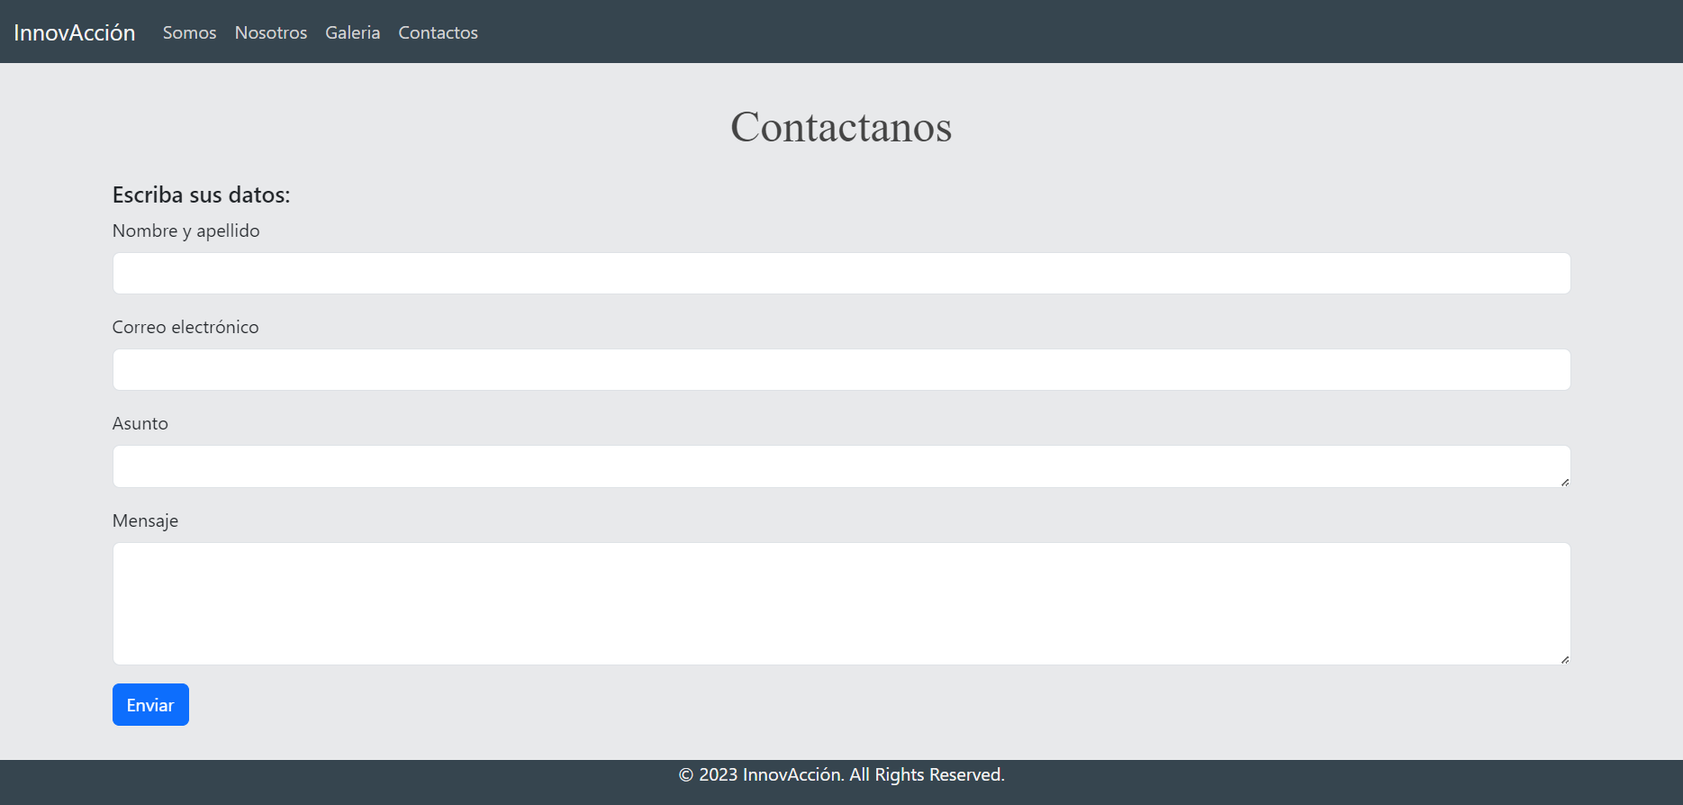 InnovAcción Somos Nosotros Galeria Contactos
Contactanos
Escriba sus datos:
Nombre y apellido
Correo electrónico
Asunto
Mensaje
Enviar
© 2023 InnovAcción. All Rights Reserved.